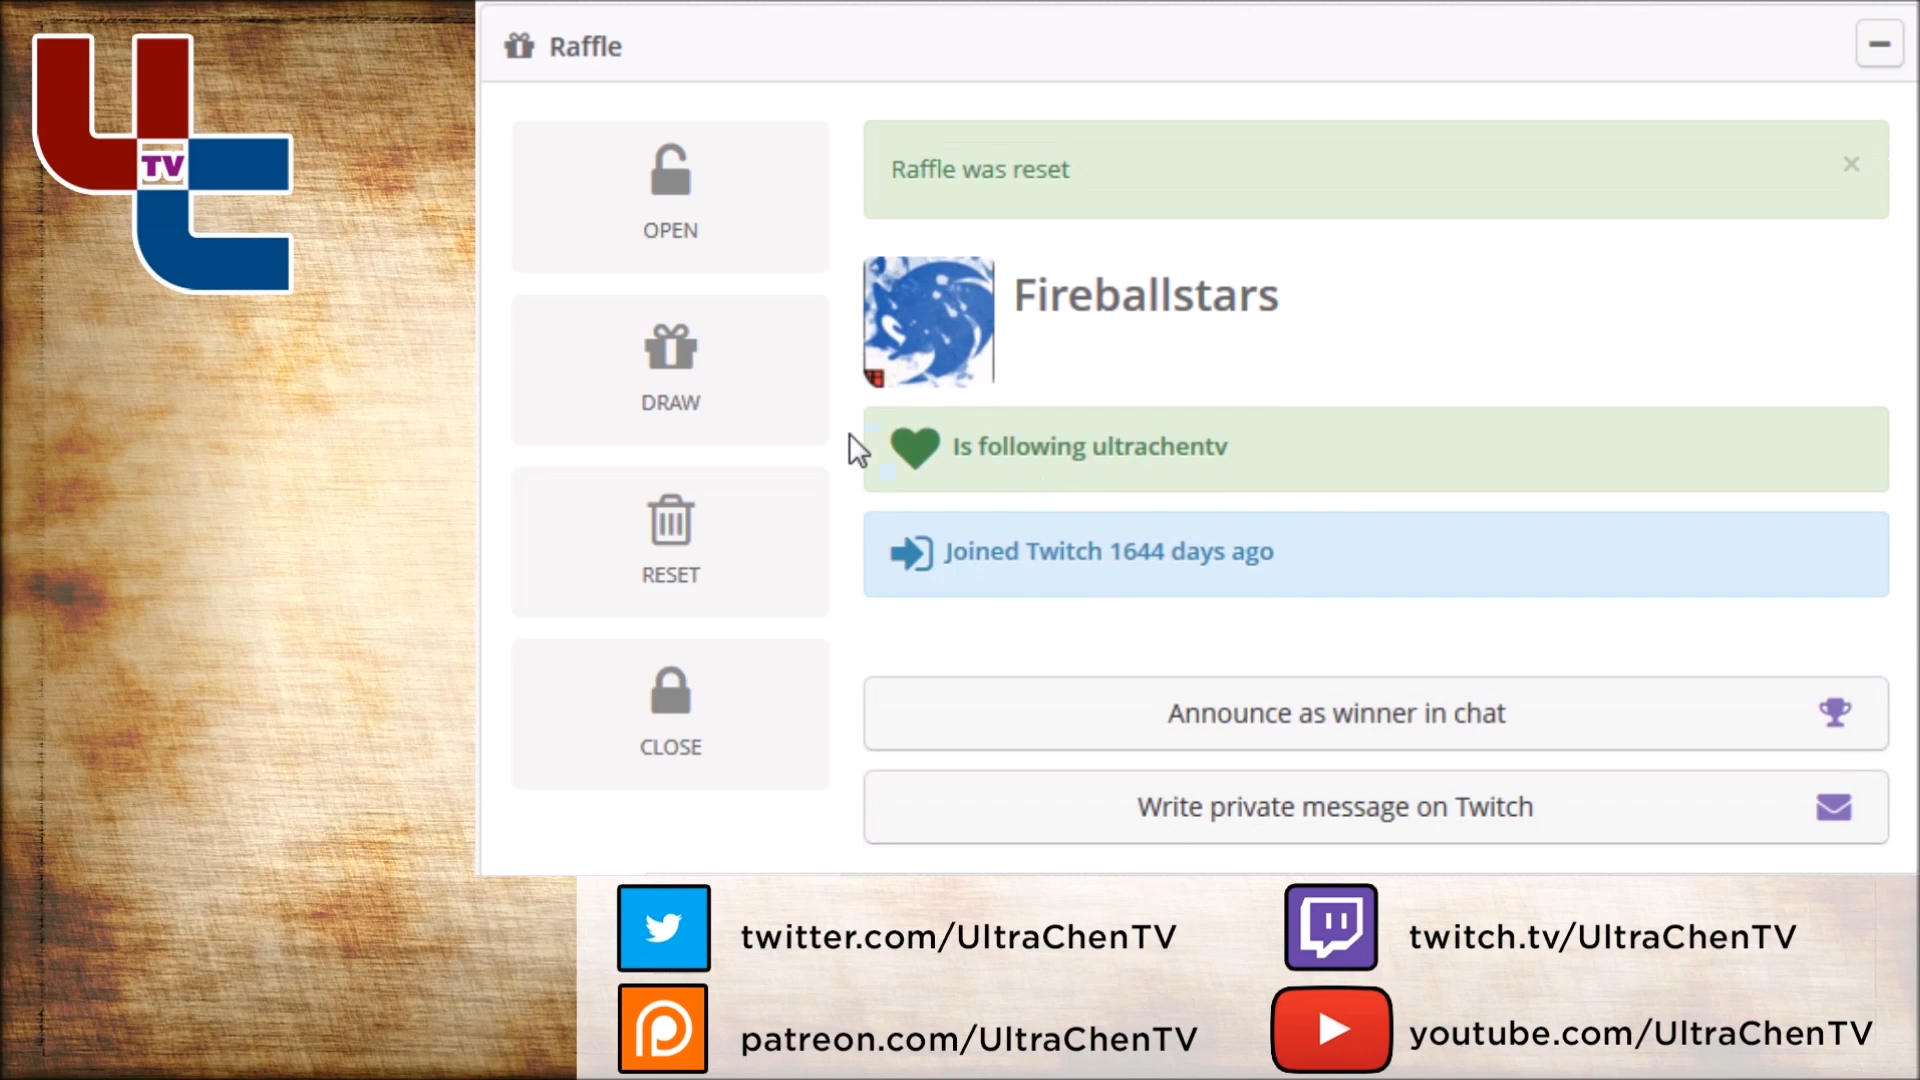 UC
TV
Raffle
OPEN
DRAW
RESET
CLOSE
Raffle was reset
×
Fireballstars
Is following ultrachentv
Joined Twitch 1644 days ago
Announce as winner in chat
Write private message on Twitch
twitter.com/UltraChenTV
twitch.tv/UltraChenTV
patreon.com/UltraChenTV
youtube.com/UltraChenTV